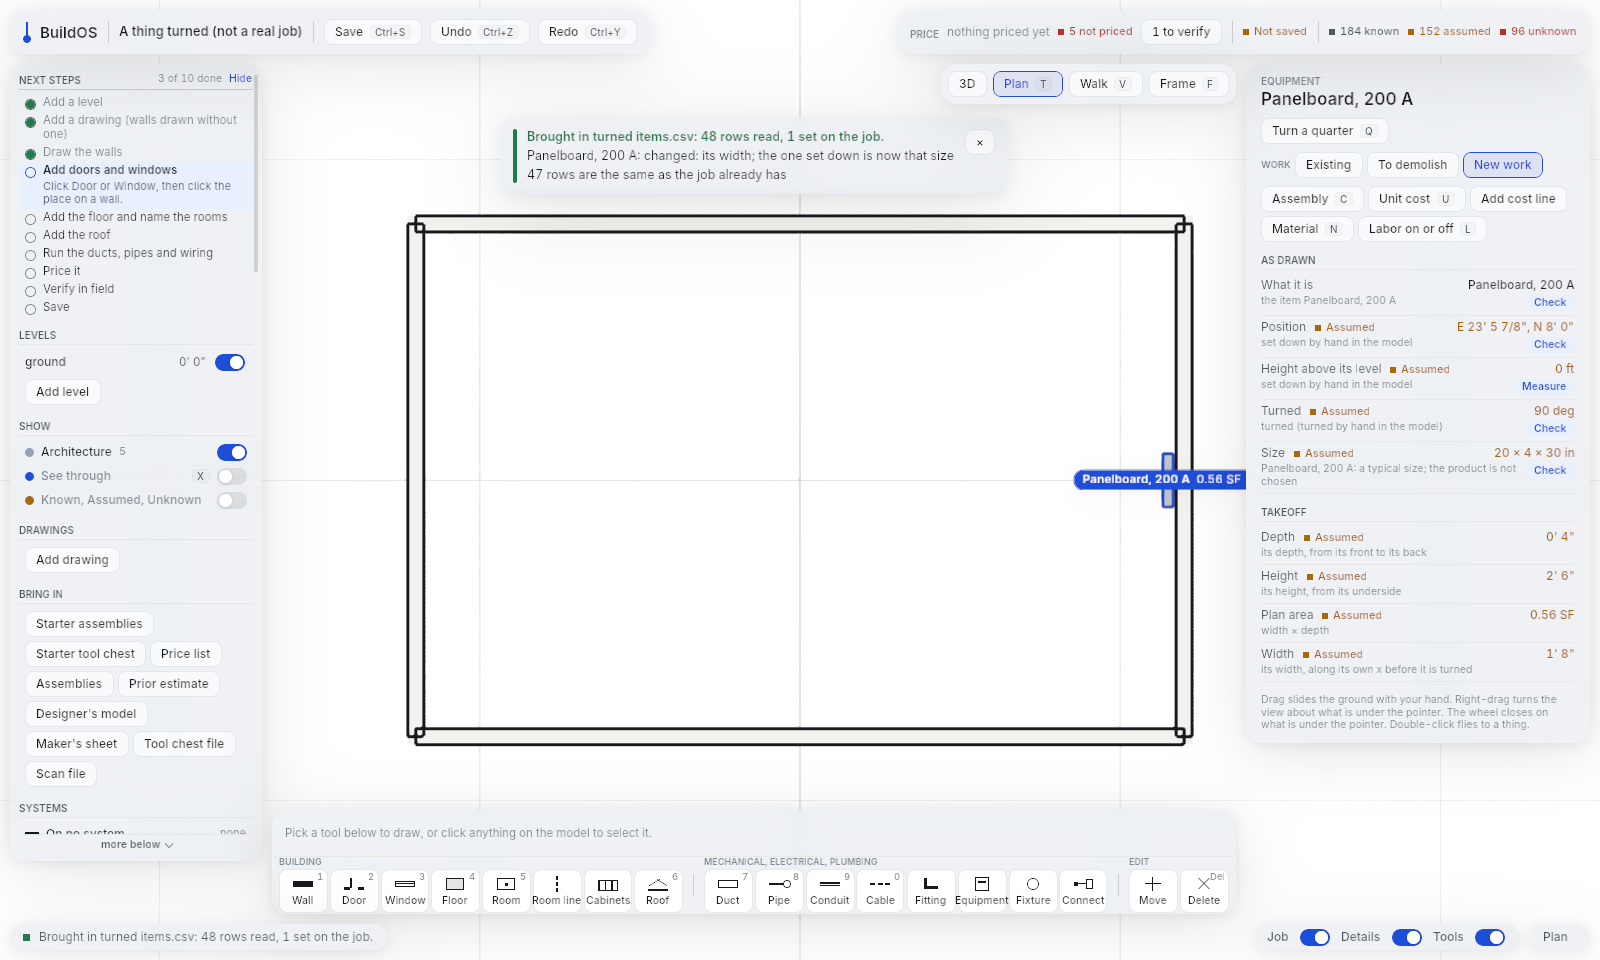 BuildOS
A thing turned (not a real job)
Save Ctrl+S
Undo Ctrl+Z
Redo Ctrl+Y
PRICE nothing priced yet 5 not priced 1 to verify Not saved 184 known 152 assumed 96 unknown
3D Plan T Walk V Frame F
NEXT STEPS 3 of 10 done Hide
Add a level
Add a drawing (walls drawn without
one)
Draw the walls
Add doors and windows
Click Door or Window, then click the
place on a wall.
Add the floor and name the rooms
Add the roof
Run the ducts, pipes and wiring
Price it
Verify in field
Save
LEVELS
ground 0' 0"
Add level
SHOW
Architecture 5
See through X
Known, Assumed, Unknown
DRAWINGS
Add drawing
BRING IN
Starter assemblies
Starter tool chest Price list
Assemblies Prior estimate
Designer's model
Maker's sheet Tool chest file
Scan file
SYSTEMS
On no system none
more below
Brought in turned items.csv: 48 rows read, 1 set on the job.
Panelboard, 200 A: changed: its width; the one set down is now that size
47 rows are the same as the job already has
×
Panelboard, 200 A 0.56 SF
EQUIPMENT
Panelboard, 200 A
Turn a quarter Q
WORK Existing To demolish New work
Assembly C Unit cost U Add cost line
Material N Labor on or off L
AS DRAWN
What it is Panelboard, 200 A
the item Panelboard, 200 A Check
Position Assumed E 23' 5 7/8", N 8' 0"
set down by hand in the model Check
Height above its level Assumed 0 ft
set down by hand in the model Measure
Turned Assumed 90 deg
turned (turned by hand in the model) Check
Size Assumed 20 × 4 × 30 in
Panelboard, 200 A: a typical size; the product is not Check
chosen
TAKEOFF
Depth Assumed 0' 4"
its depth, from its front to its back
Height Assumed 2' 6"
its height, from its underside
Plan area Assumed 0.56 SF
width × depth
Width Assumed 1' 8"
its width, along its own x before it is turned
Drag slides the ground with your hand. Right-drag turns the
view about what is under the pointer. The wheel closes on
what is under the pointer. Double-click flies to a thing.
Pick a tool below to draw, or click anything on the model to select it.
BUILDING MECHANICAL, ELECTRICAL, PLUMBING EDIT
1 2 3 4 5 6 7 8 9 0 Del
Wall Door Window Floor Room Room line Cabinets Roof Duct Pipe Conduit Cable Fitting Equipment Fixture Connect Move Delete
Brought in turned items.csv: 48 rows read, 1 set on the job.
Job Details Tools Plan